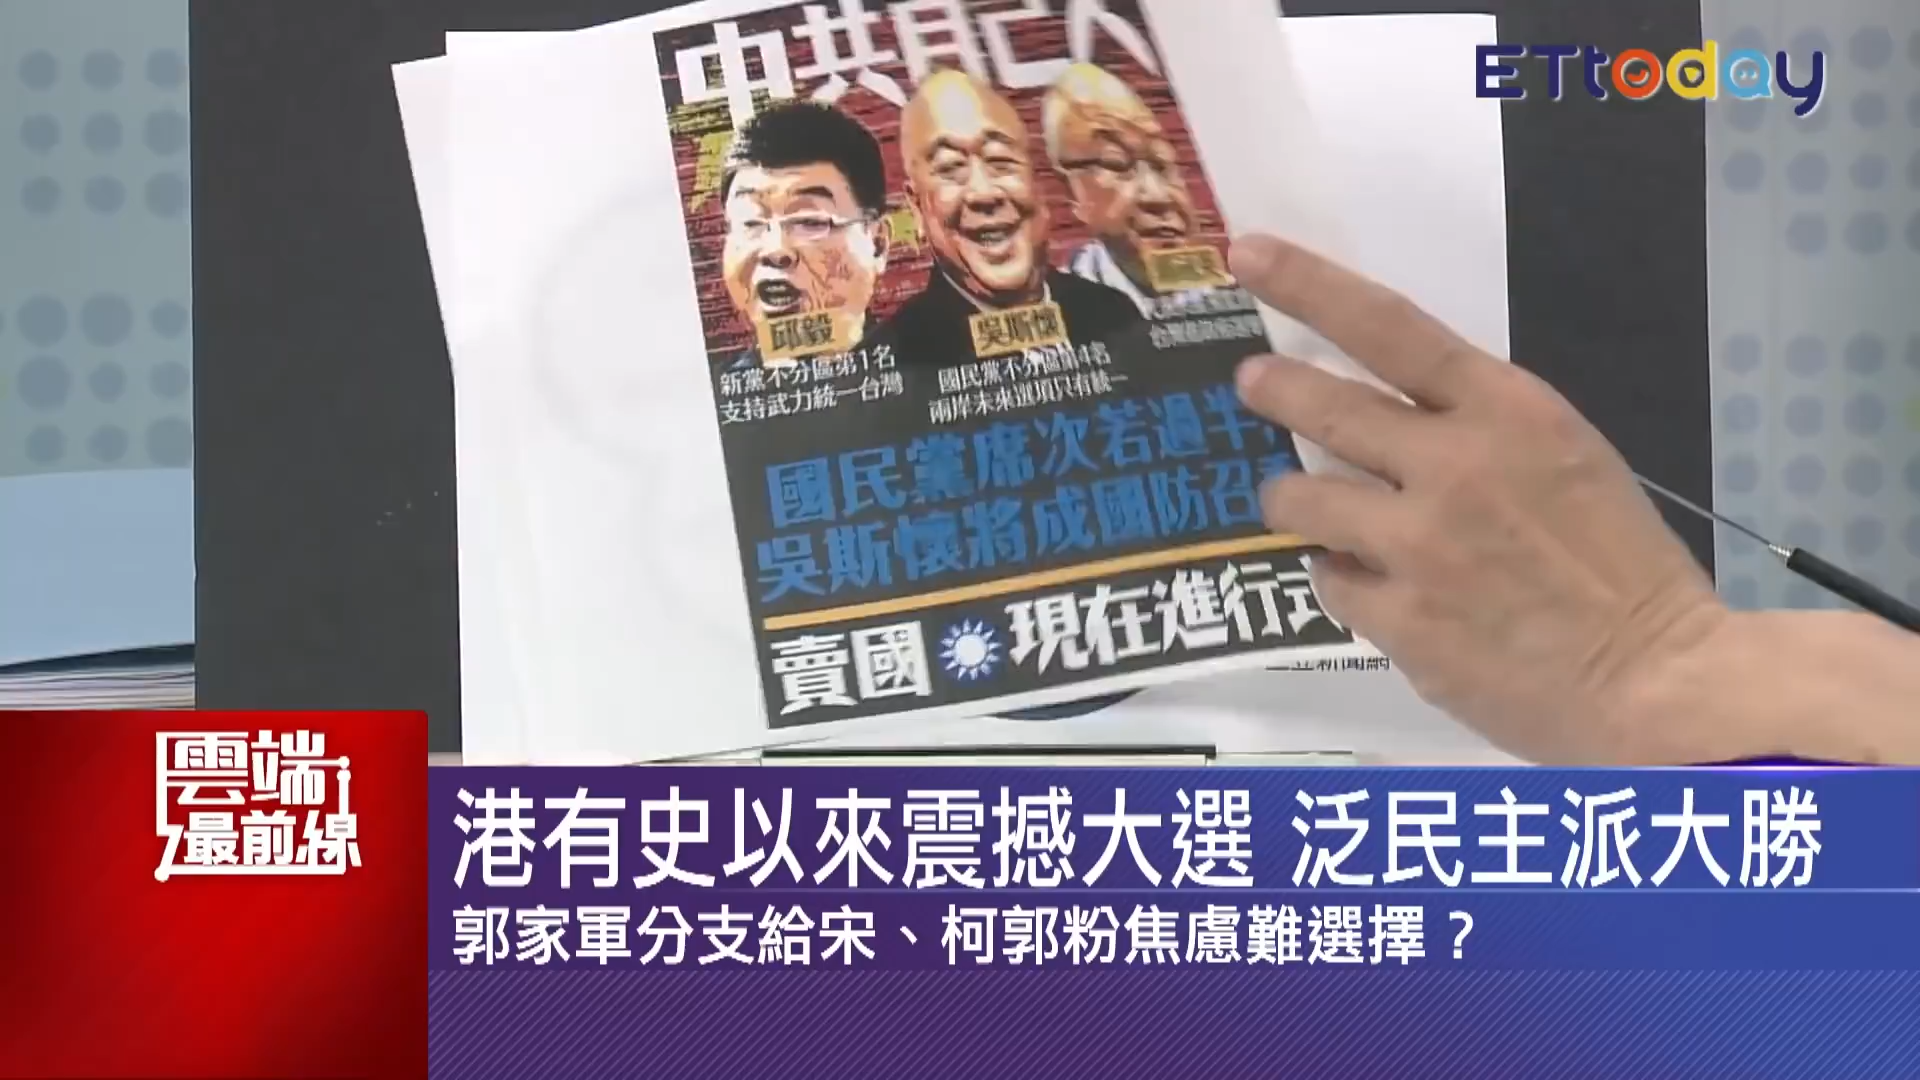 ETtoday
中共自己人
邱毅
吳斯懷
新黨不分區第1名
支持武力統一台灣
國民黨不分區第4名
兩岸未來選項只有統一
國民黨席次若過半,
吳斯懷將成國防召
賣國 現在進行式
雲端
最前線
港有史以來震撼大選 泛民主派大勝
郭家軍分支給宋、柯郭粉焦慮難選擇?